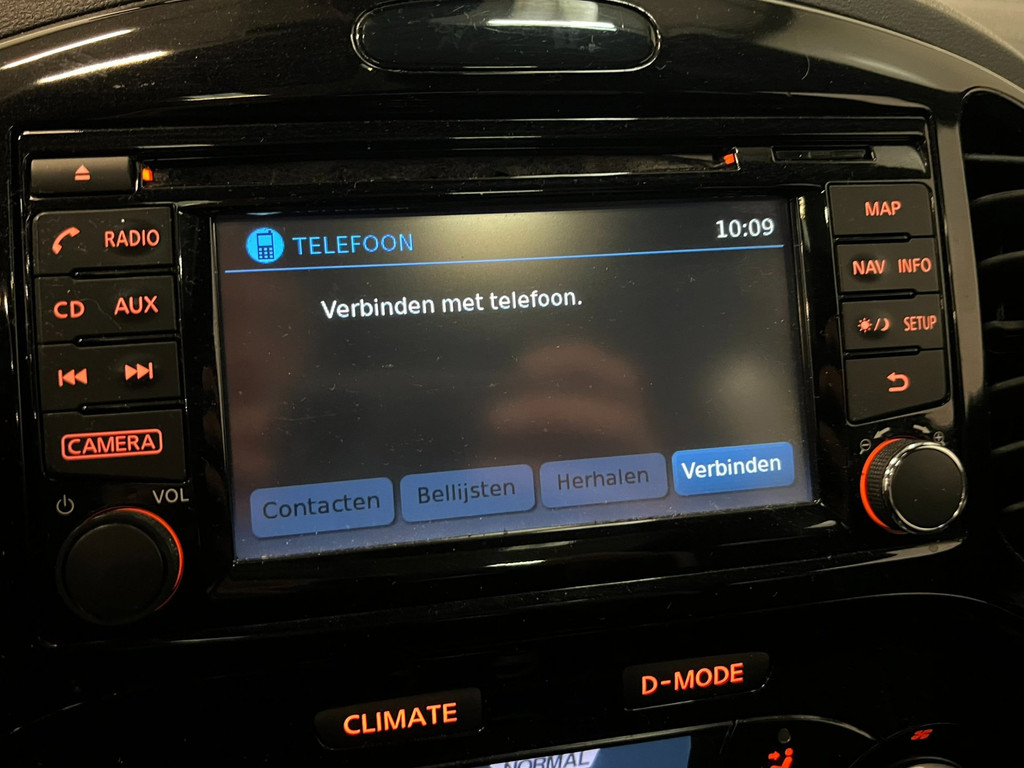 MAP
RADIO
TELEFOON
10:09
NAV INFO
CD AUX
Verbinden met telefoon.
SETUP
CAMERA
VOL
Contacten
Bellijsten
Herhalen
Verbinden
D-MODE
CLIMATE
NORMAL